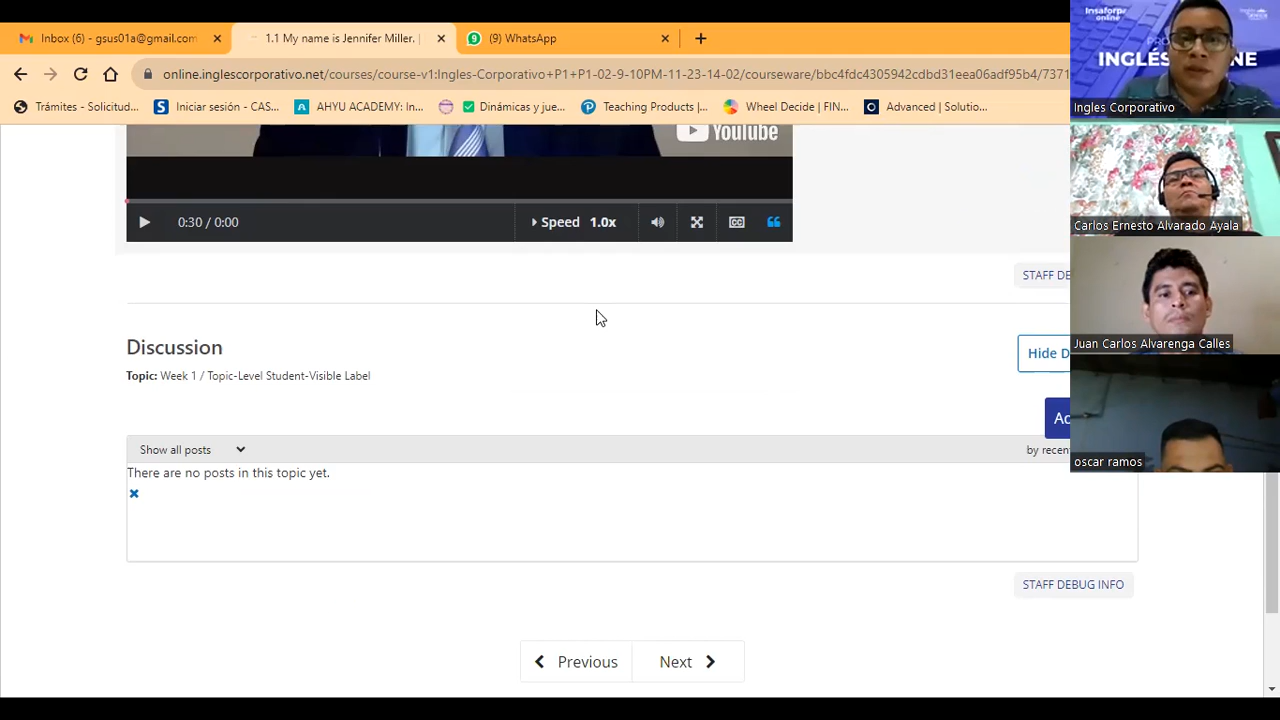 Inbox (6) - gsus01a@gmail.com
1.1 My name is Jennifer Miller. |
(9) WhatsApp
online.inglescorporativo.net/courses/course-v1:Ingles-Corporativo+P1+P1-02-9-10PM-11-23-14-02/courseware/bbc4fdc4305942cdbd31eea06adf95b4/7371
Trámites - Solicitud...
Iniciar sesión - CAS...
AHYU ACADEMY: In...
Dinámicas y jue...
Teaching Products |...
Wheel Decide | FIN...
Advanced | Solutio...
Insaforp
online
INGLÉS
NE
Ingles Corporativo
YouTube
0:30 / 0:00
Speed 1.0x
CC
Carlos Ernesto Alvarado Ayala
STAFF DE
Discussion
Topic: Week 1 / Topic-Level Student-Visible Label
Hide D
Juan Carlos Alvarenga Calles
Ac
Show all posts
by recen
oscar ramos
There are no posts in this topic yet.
STAFF DEBUG INFO
Previous
Next